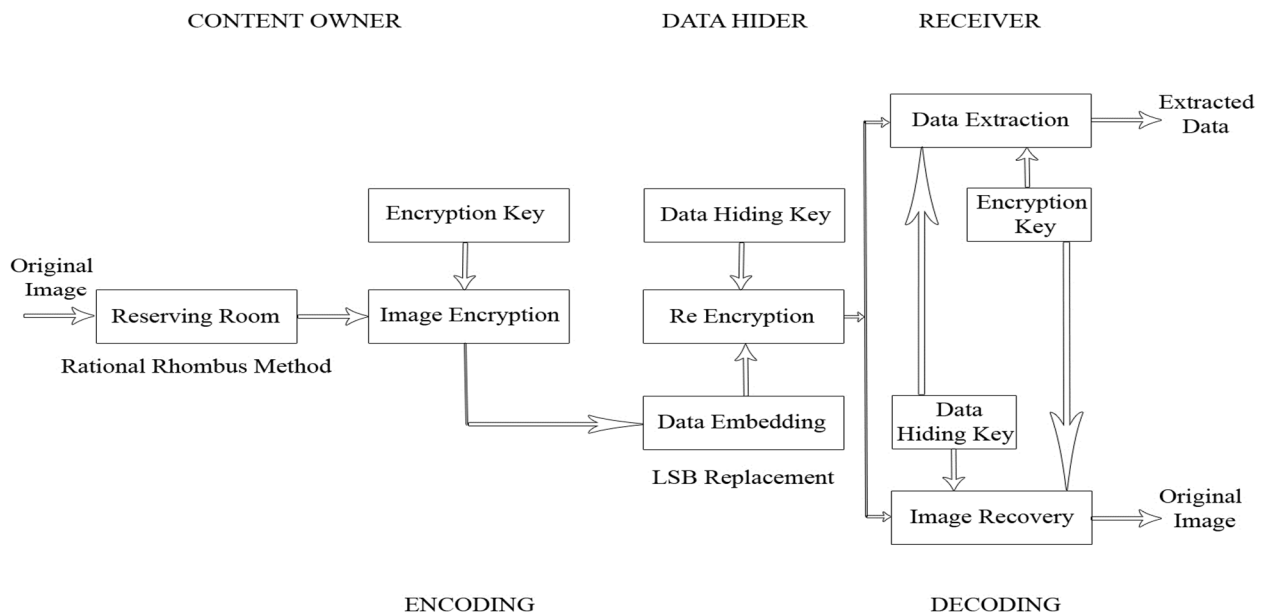 CONTENT OWNER
DATA HIDER
RECEIVER
Data Extraction
Extracted
Data
Encryption Key
Data Hiding Key
Encryption
Key
Original
Image
Reserving Room
Image Encryption
Re Encryption
Rational Rhombus Method
Data Embedding
Data
Hiding Key
LSB Replacement
Image Recovery
Original
Image
ENCODING
DECODING